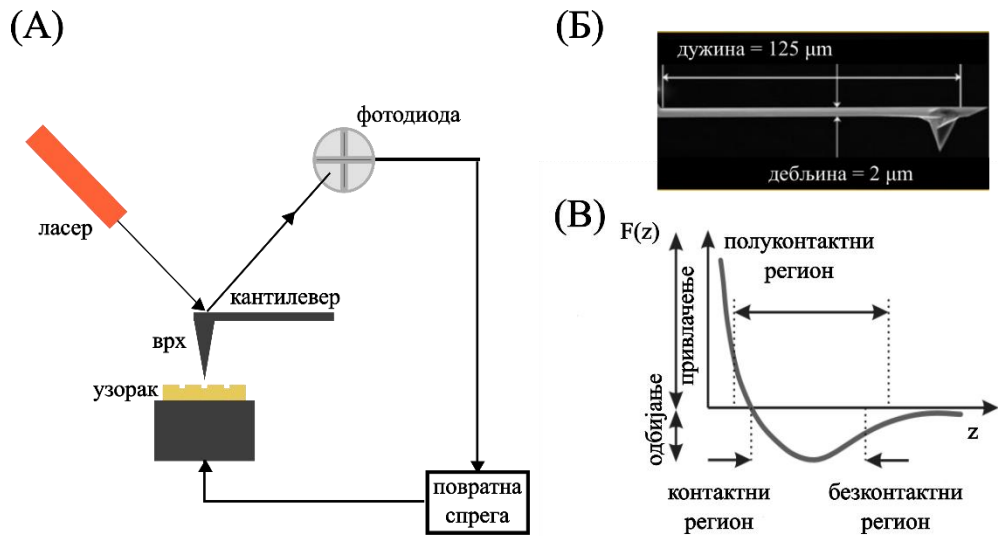 (А)
фотодиода
ласер
кантилевер
врх
узорак
повратна
спрега
(Б)
дужина = 125 μm
дебљина = 2 μm
(В)
F(z)
полуконтактни
регион
привлачење
одбијање
z
контактни
регион
безконтактни
регион